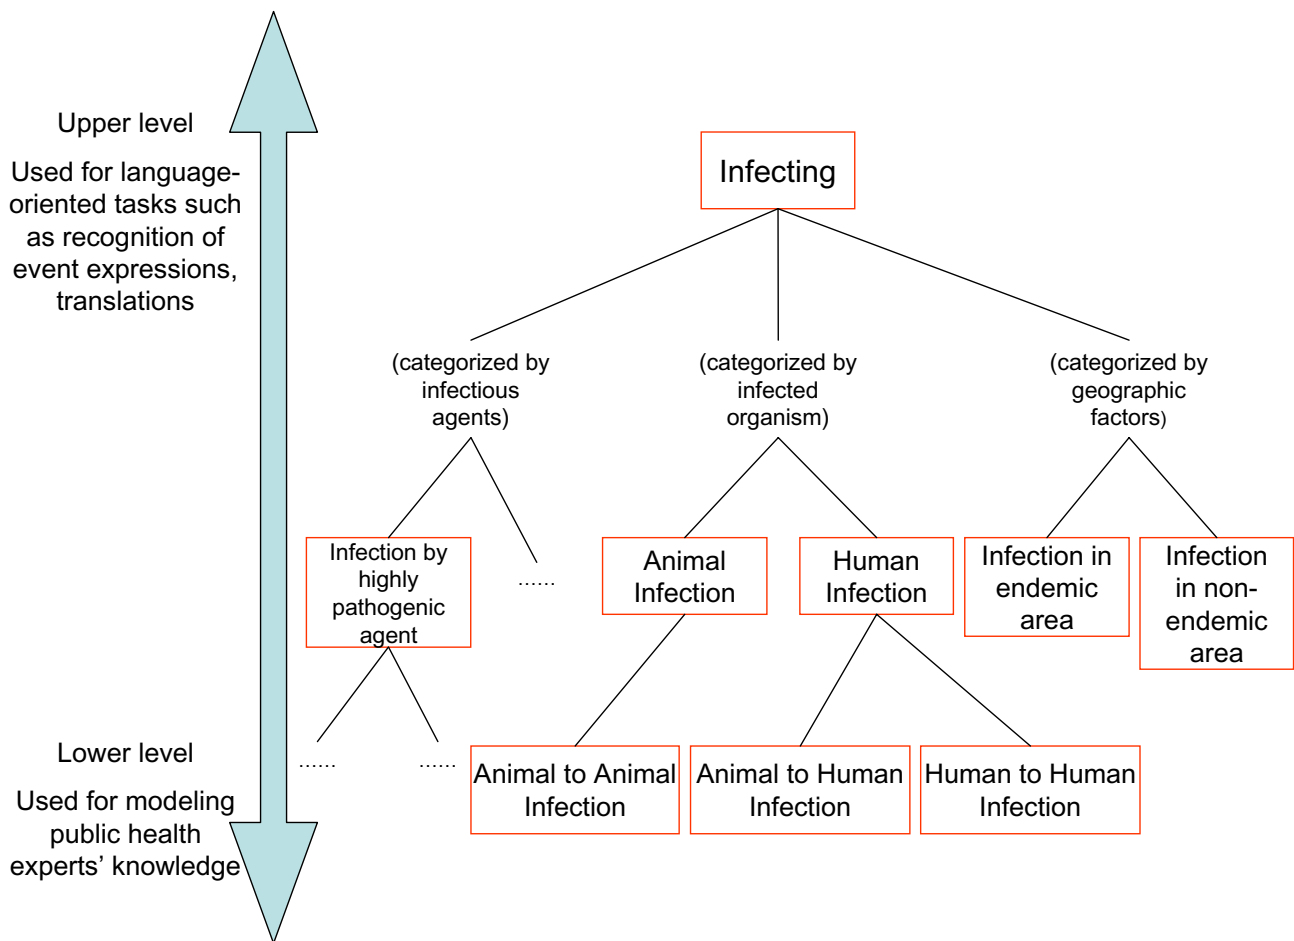 Upper level
Used for language-
oriented tasks such
as recognition of
event expressions,
translations
Infecting
(categorized by
infectious
agents)
(categorized by
infected
organism)
(categorized by
geographic
factors)
Infection by
highly
pathogenic
agent
......
Animal
Infection
Human
Infection
Infection in
endemic
area
Infection
in non-
endemic
area
Lower level
Used for modeling
public health
experts’ knowledge
......
......
Animal to Animal
Infection
Animal to Human
Infection
Human to Human
Infection